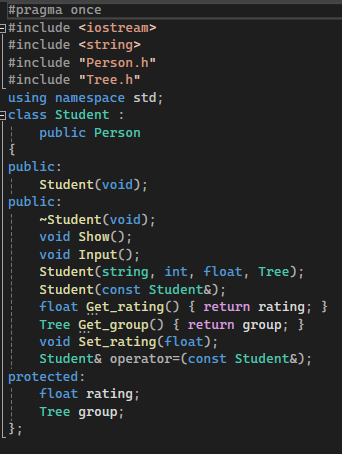 #pragma once
#include <iostream>
#include <string>
#include "Person.h"
#include "Tree.h"
using namespace std;
class Student :
    public Person
{
public:
    Student(void);
public:
    ~Student(void);
    void Show();
    void Input();
    Student(string, int, float, Tree);
    Student(const Student&);
    float Get_rating() { return rating; }
    Tree Get_group() { return group; }
    void Set_rating(float);
    Student& operator=(const Student&);
protected:
    float rating;
    Tree group;
};